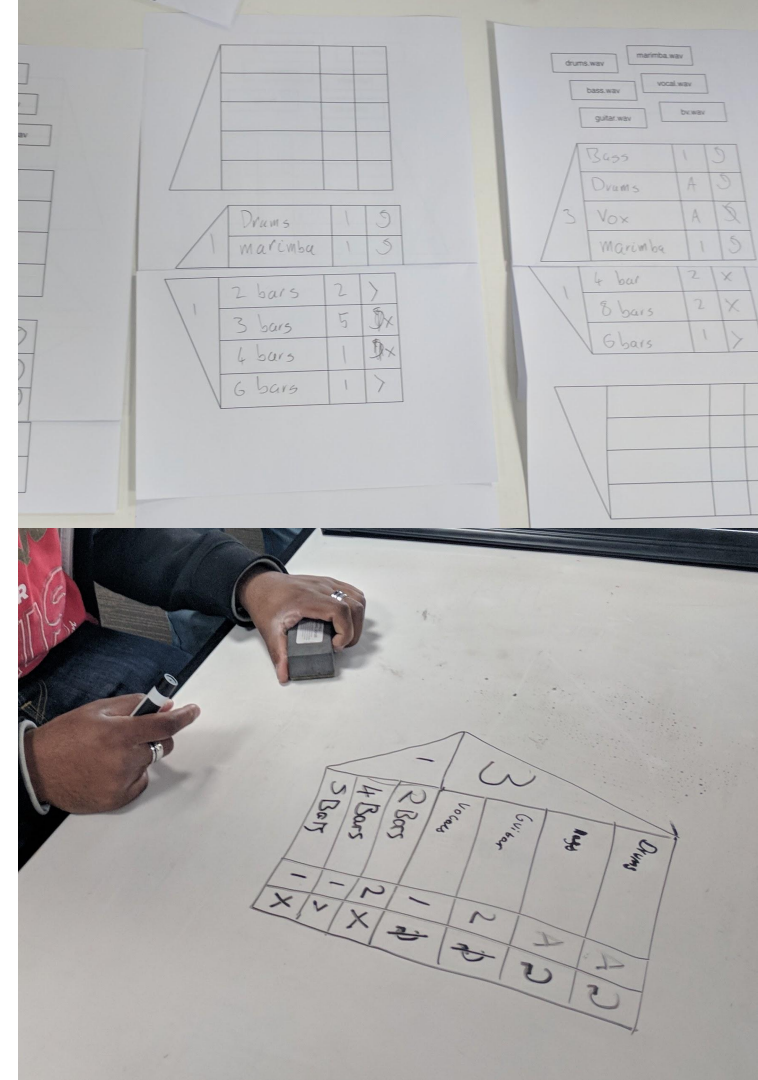 av
drums.wav
marimba.wav
bass.wav
vocal.wav
guitar.wav
bv.wav
1
Drums 1
marimba 1
1
2 bars 2 >
3 bars 5 x
4 bars 1 x
6 bars 1 >
3
Bass 1
Drums A
Vox A
marimba 1
1
4 bar 2 x
8 bars 2 x
6 bars 1 >
3
Drums A
A
Guitar 2
Vocals 1
1
2 Bars 2 X
4 Bars 1 >
5 Bars 1 X